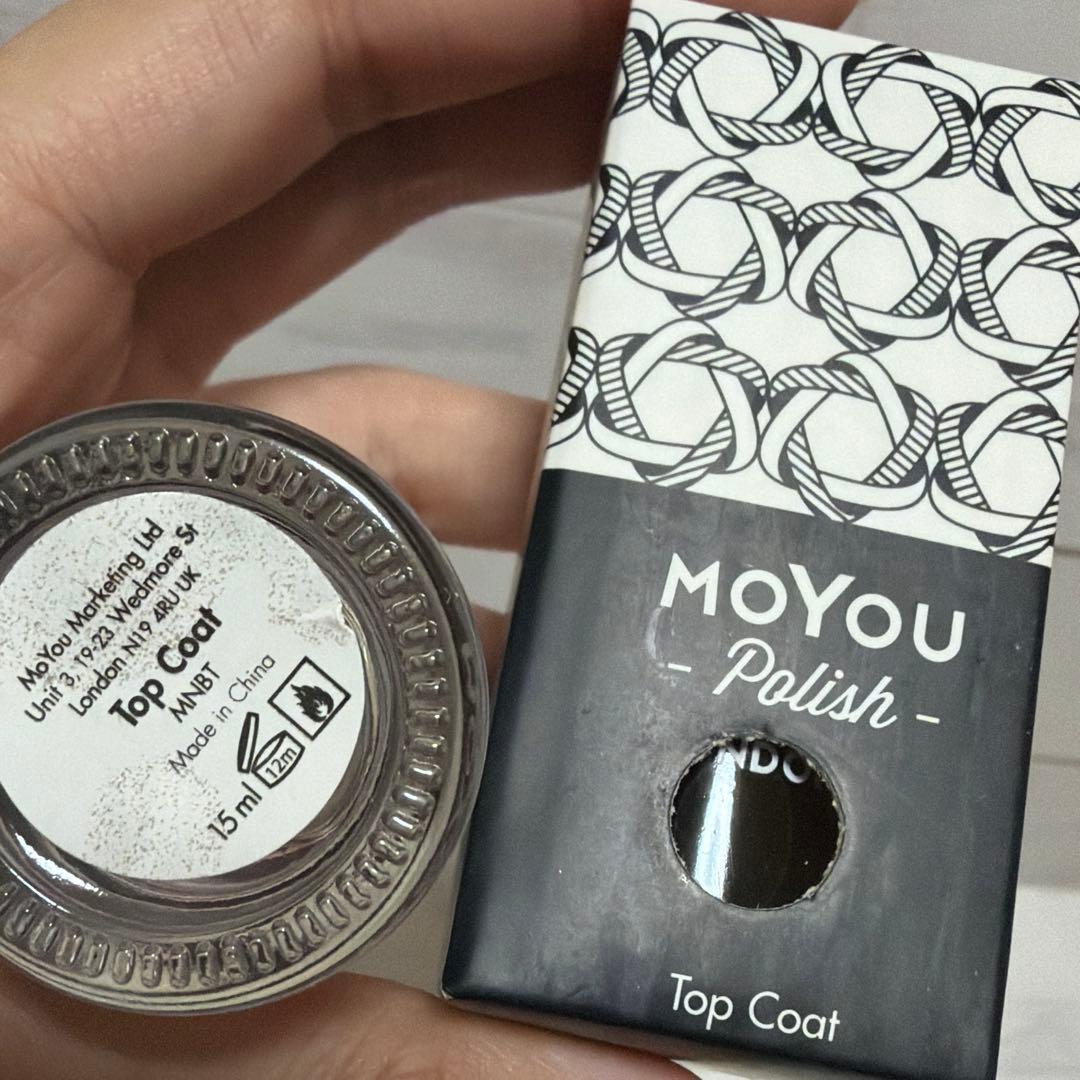 MoYou Marketing Ltd
Unit 3, 19-23 Wedmore St
London N19 4RU UK
Top Coat
MNBT
Made in China
12m
15 ml
MOYOU
- Polish -
NDO
Top Coat